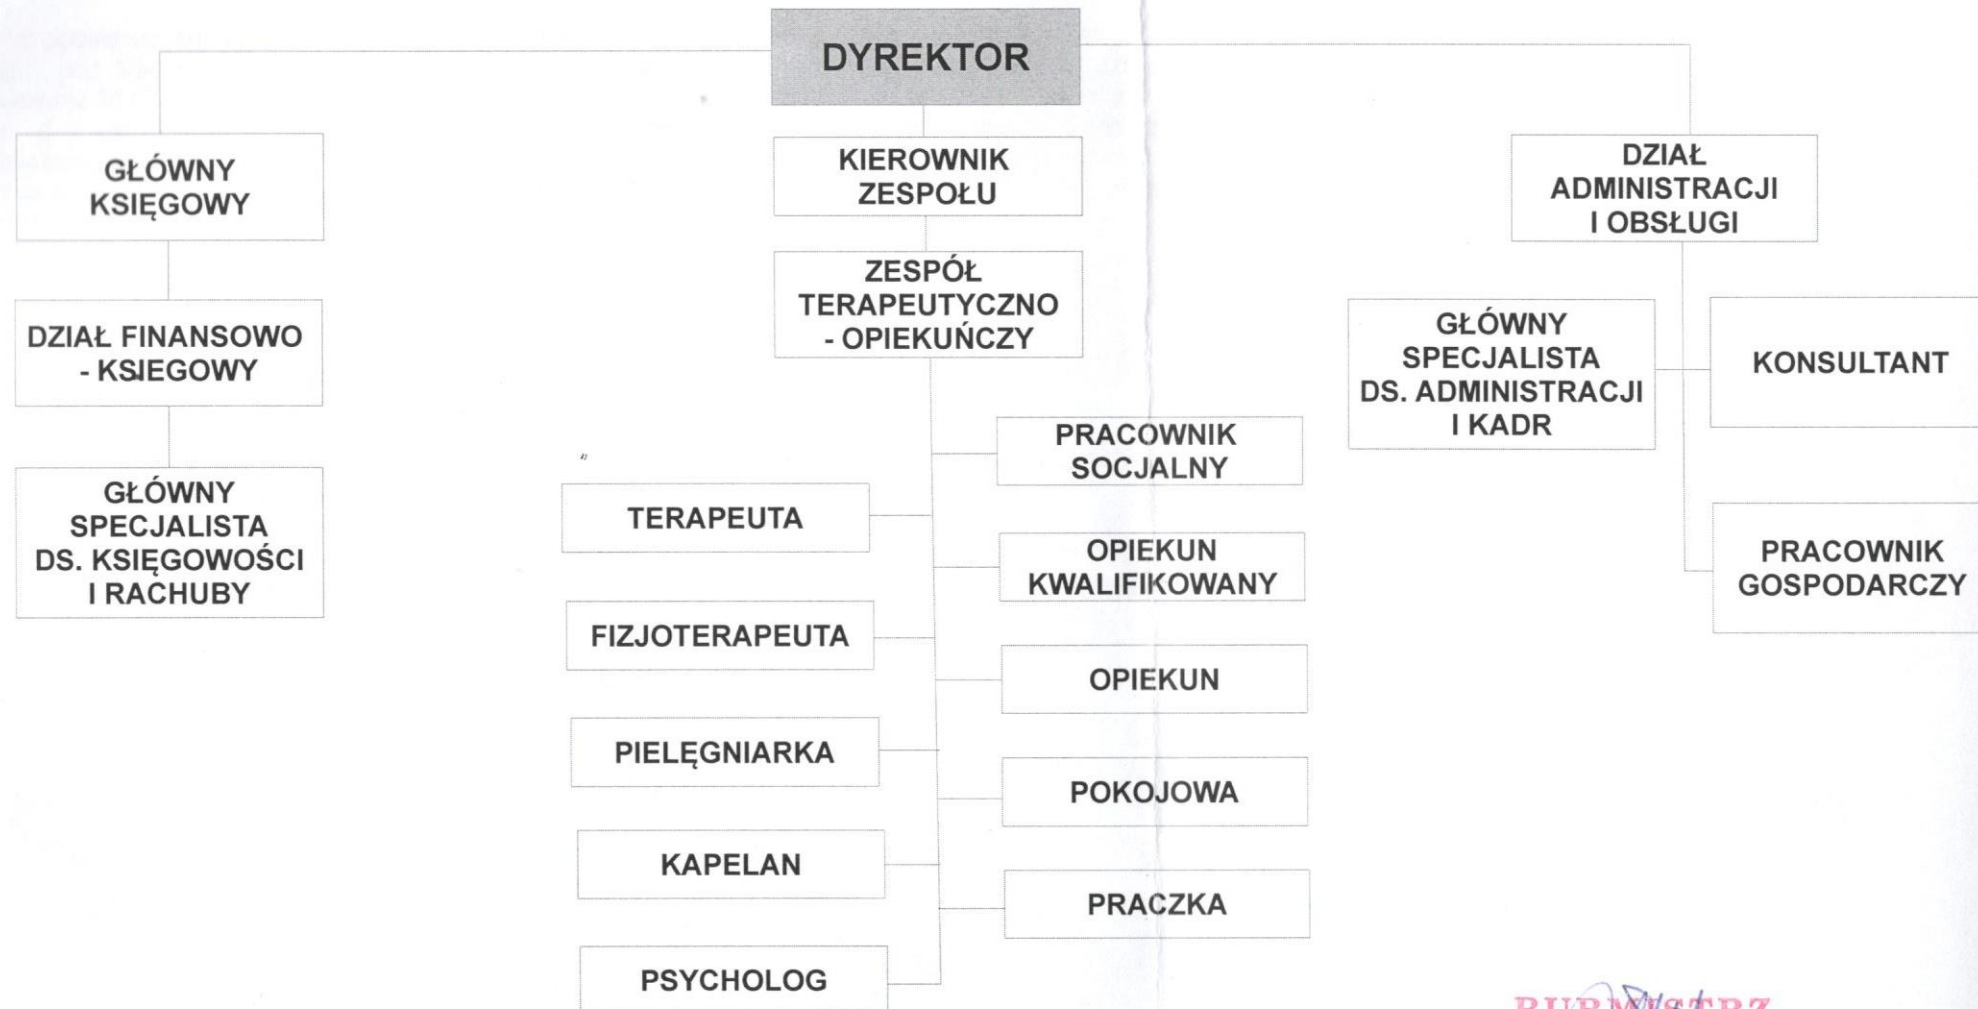 DYREKTOR
GŁÓWNY
KSIĘGOWY
DZIAŁ FINANSOWO
- KSIEGOWY
GŁÓWNY
SPECJALISTA
DS. KSIĘGOWOŚCI
I RACHUBY
KIEROWNIK
ZESPOŁU
ZESPÓŁ
TERAPEUTYCZNO
- OPIEKUŃCZY
TERAPEUTA
FIZJOTERAPEUTA
PIELĘGNIARKA
KAPELAN
PSYCHOLOG
PRACOWNIK
SOCJALNY
OPIEKUN
KWALIFIKOWANY
OPIEKUN
POKOJOWA
PRACZKA
DZIAŁ
ADMINISTRACJI
I OBSŁUGI
GŁÓWNY
SPECJALISTA
DS. ADMINISTRACJI
I KADR
KONSULTANT
PRACOWNIK
GOSPODARCZY
BURMISTRZ